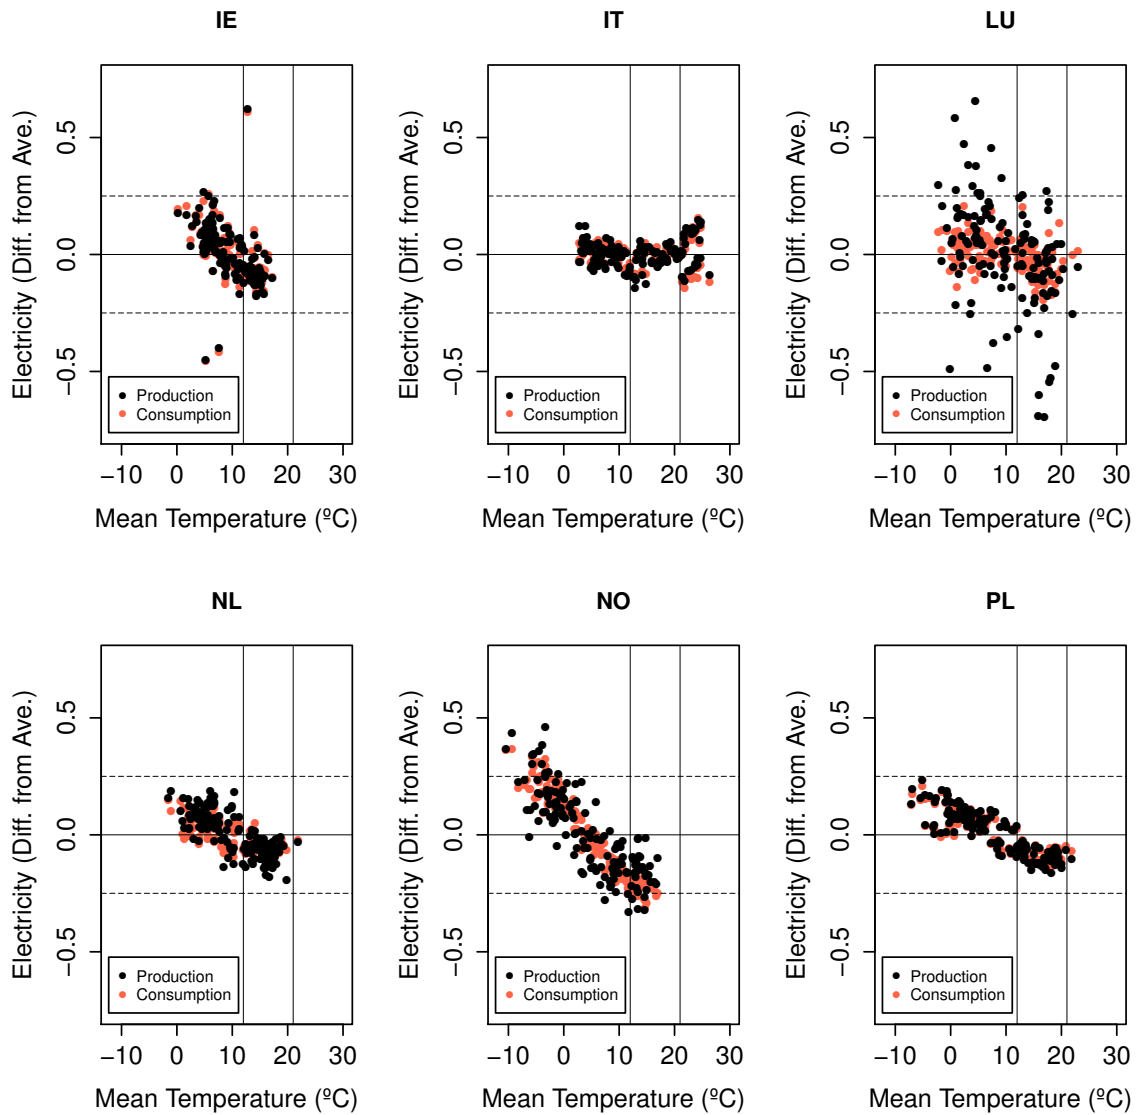 IE IT LU
Electricity (Diff. from Ave.) Electricity (Diff. from Ave.) Electricity (Diff. from Ave.)
0.5 0.5 0.5
0.0 0.0 0.0
−0.5 −0.5 −0.5
Production Production Production
Consumption Consumption Consumption
−10 0 10 20 30 −10 0 10 20 30 −10 0 10 20 30
Mean Temperature (ºC) Mean Temperature (ºC) Mean Temperature (ºC)
NL NO PL
Electricity (Diff. from Ave.) Electricity (Diff. from Ave.) Electricity (Diff. from Ave.)
0.5 0.5 0.5
0.0 0.0 0.0
−0.5 −0.5 −0.5
Production Production Production
Consumption Consumption Consumption
−10 0 10 20 30 −10 0 10 20 30 −10 0 10 20 30
Mean Temperature (ºC) Mean Temperature (ºC) Mean Temperature (ºC)